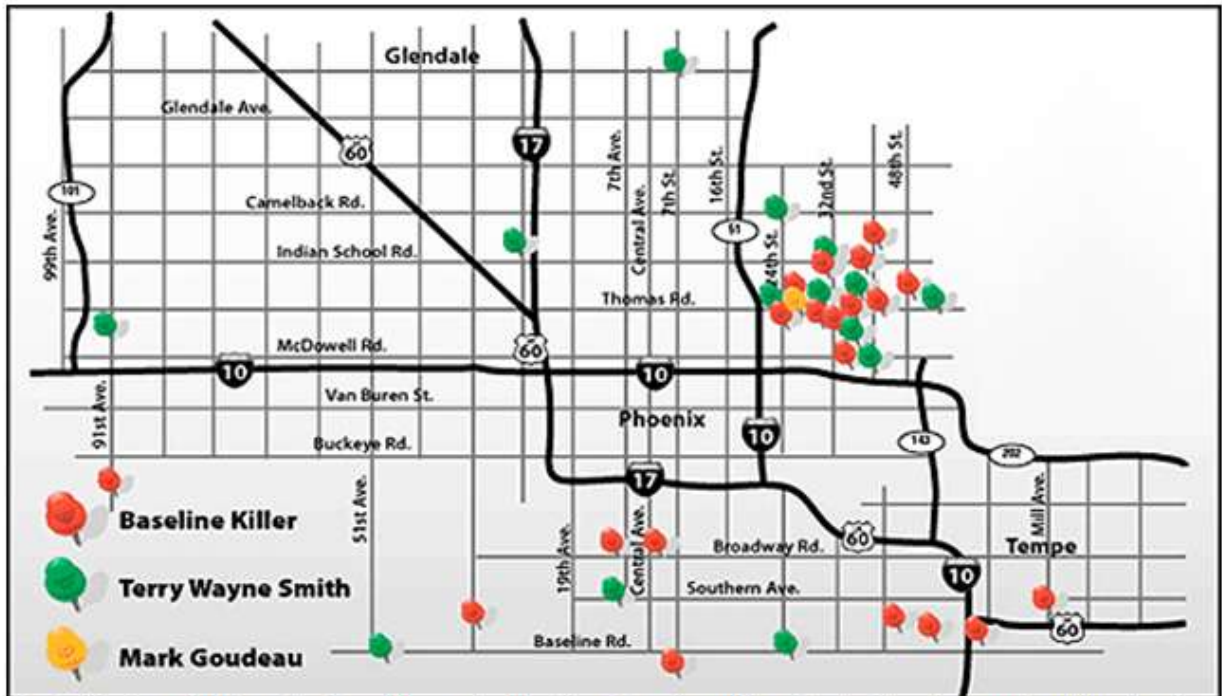 Glendale
Glendale Ave.
60
17
7th Ave.
Central Ave.
7th St.
16th St.
32nd St.
48th St.
101
99th Ave.
Camelback Rd.
51
24th St.
Indian School Rd.
Thomas Rd.
McDowell Rd.
60
10
10
91st Ave.
Van Buren St.
Phoenix
10
Buckeye Rd.
143
202
17
51st Ave.
Mill Ave.
Baseline Killer
19th Ave.
Central Ave.
Broadway Rd.
60
Tempe
10
Terry Wayne Smith
Southern Ave.
60
Baseline Rd.
Mark Goudeau